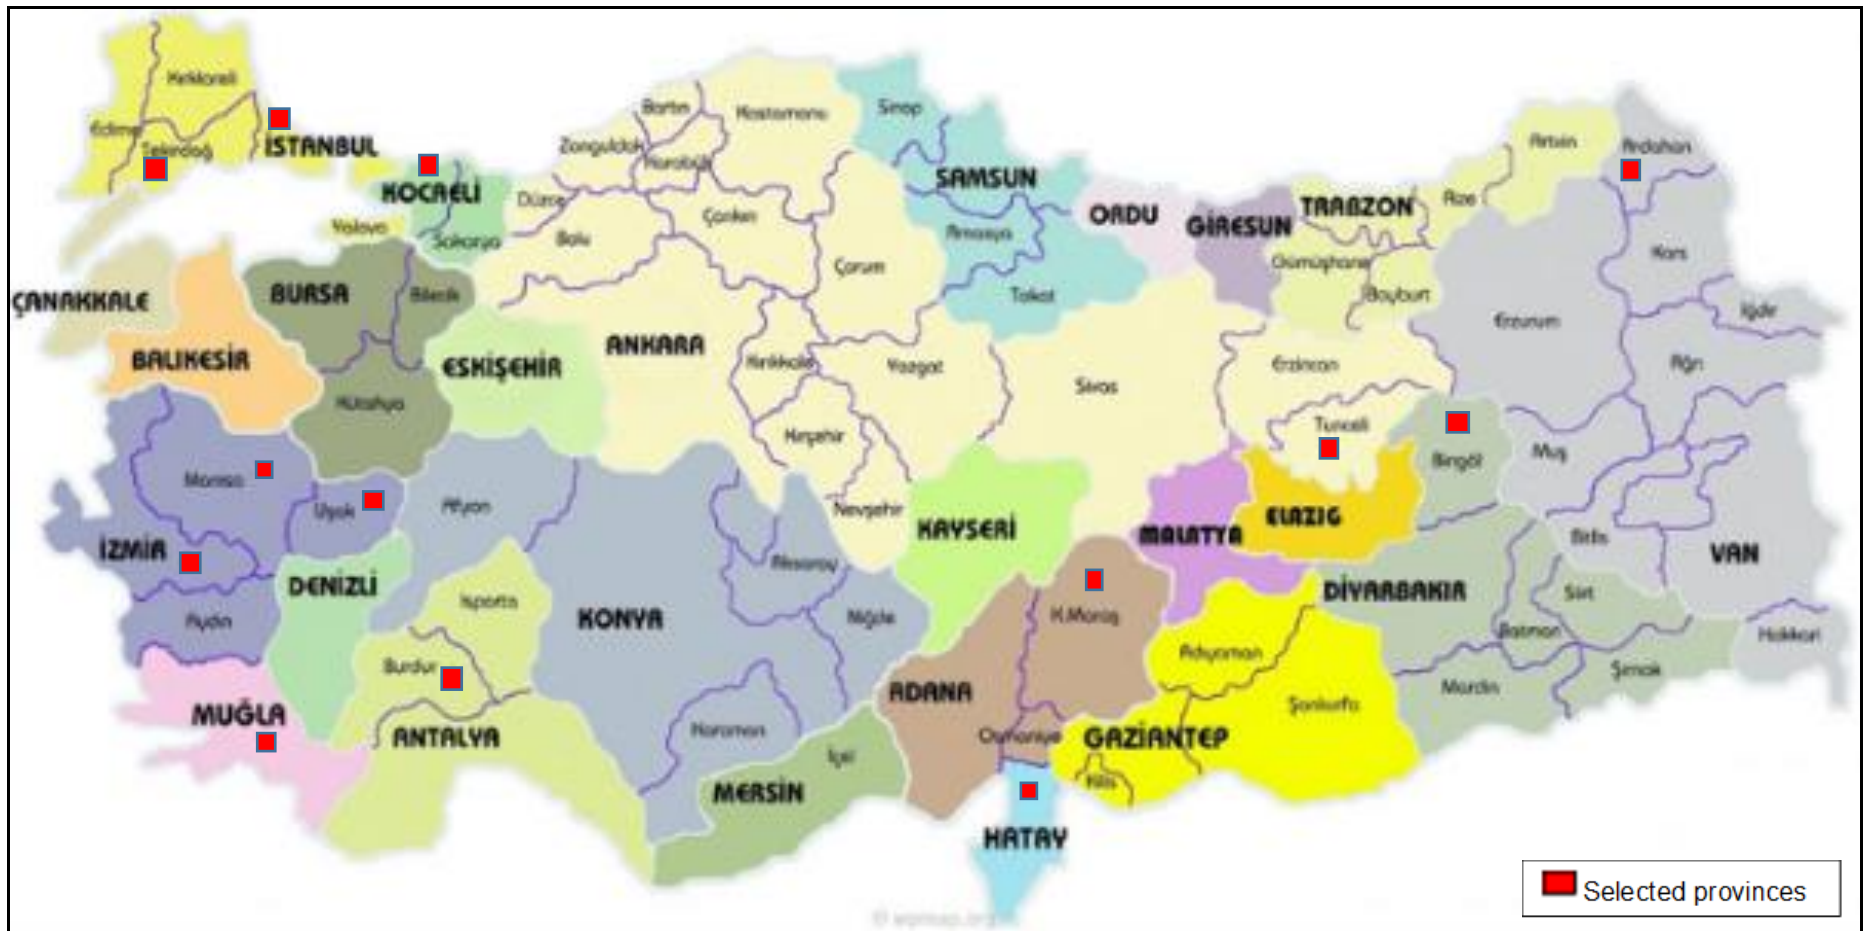 Kırklareli
Edirne
Tekirdağ
İSTANBUL
KOCAELİ
Sakarya
Yalova
Zonguldak
Bartın
Karabük
Kastamonu
Düzce
Bolu
Çankırı
Çorum
Sinop
SAMSUN
Amasya
Tokat
ORDU
GİRESUN
TRABZON
Rize
Artvin
Ardahan
Gümüşhane
Bayburt
Kars
Iğdır
Erzurum
Ağrı
ÇANAKKALE
BURSA
Bilecik
BALIKESİR
Kütahya
ESKİŞEHİR
ANKARA
Kırıkkale
Yozgat
Sivas
Erzincan
Tunceli
Bingöl
Muş
Kırşehir
Nevşehir
Manisa
Uşak
Afyon
İZMİR
DENİZLİ
Aydın
Isparta
Burdur
MUĞLA
ANTALYA
KONYA
Aksaray
Niğde
Karaman
KAYSERİ
MALATYA
ELAZIG
DİYARBAKIR
Bitlis
VAN
Siirt
Batman
Şırnak
Hakkari
Mardin
K.Maraş
Adıyaman
Şanlıurfa
ADANA
Osmaniye
GAZİANTEP
Kilis
MERSİN
İçel
HATAY
Selected provinces